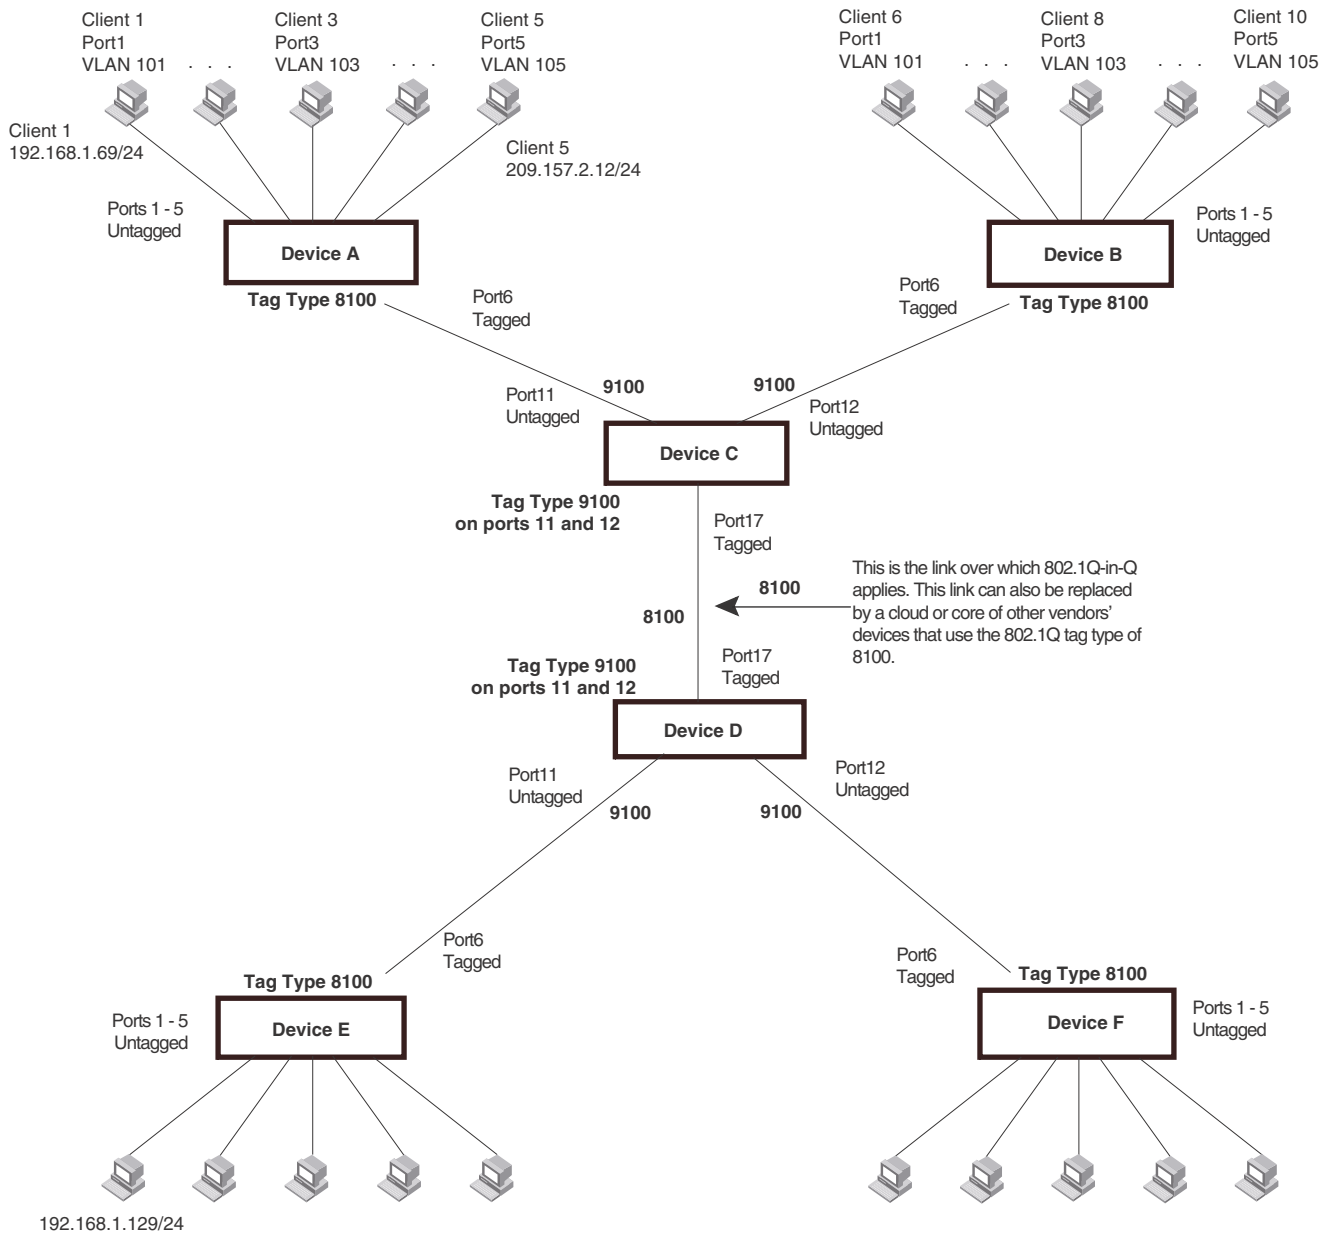 Client 1
Port1
VLAN 101
. . .
Client 3
Port3
VLAN 103
. . .
Client 5
Port5
VLAN 105
Client 6
Port1
VLAN 101
. . .
Client 8
Port3
VLAN 103
. . .
Client 10
Port5
VLAN 105
Client 1
192.168.1.69/24
Client 5
209.157.2.12/24
Ports 1 - 5
Untagged
Device A
Tag Type 8100
Ports 1 - 5
Untagged
Device B
Tag Type 8100
Port6
Tagged
Port6
Tagged
9100
9100
Port11
Untagged
Port12
Untagged
Device C
Tag Type 9100
on ports 11 and 12
Port17
Tagged
8100
8100
This is the link over which 802.1Q-in-Q
applies. This link can also be replaced
by a cloud or core of other vendors’
devices that use the 802.1Q tag type of
8100.
Port17
Tagged
Tag Type 9100
on ports 11 and 12
Device D
Port11
Untagged
Port12
Untagged
9100
9100
Port6
Tagged
Port6
Tagged
Tag Type 8100
Ports 1 - 5
Untagged
Device E
Tag Type 8100
Device F
Ports 1 - 5
Untagged
192.168.1.129/24